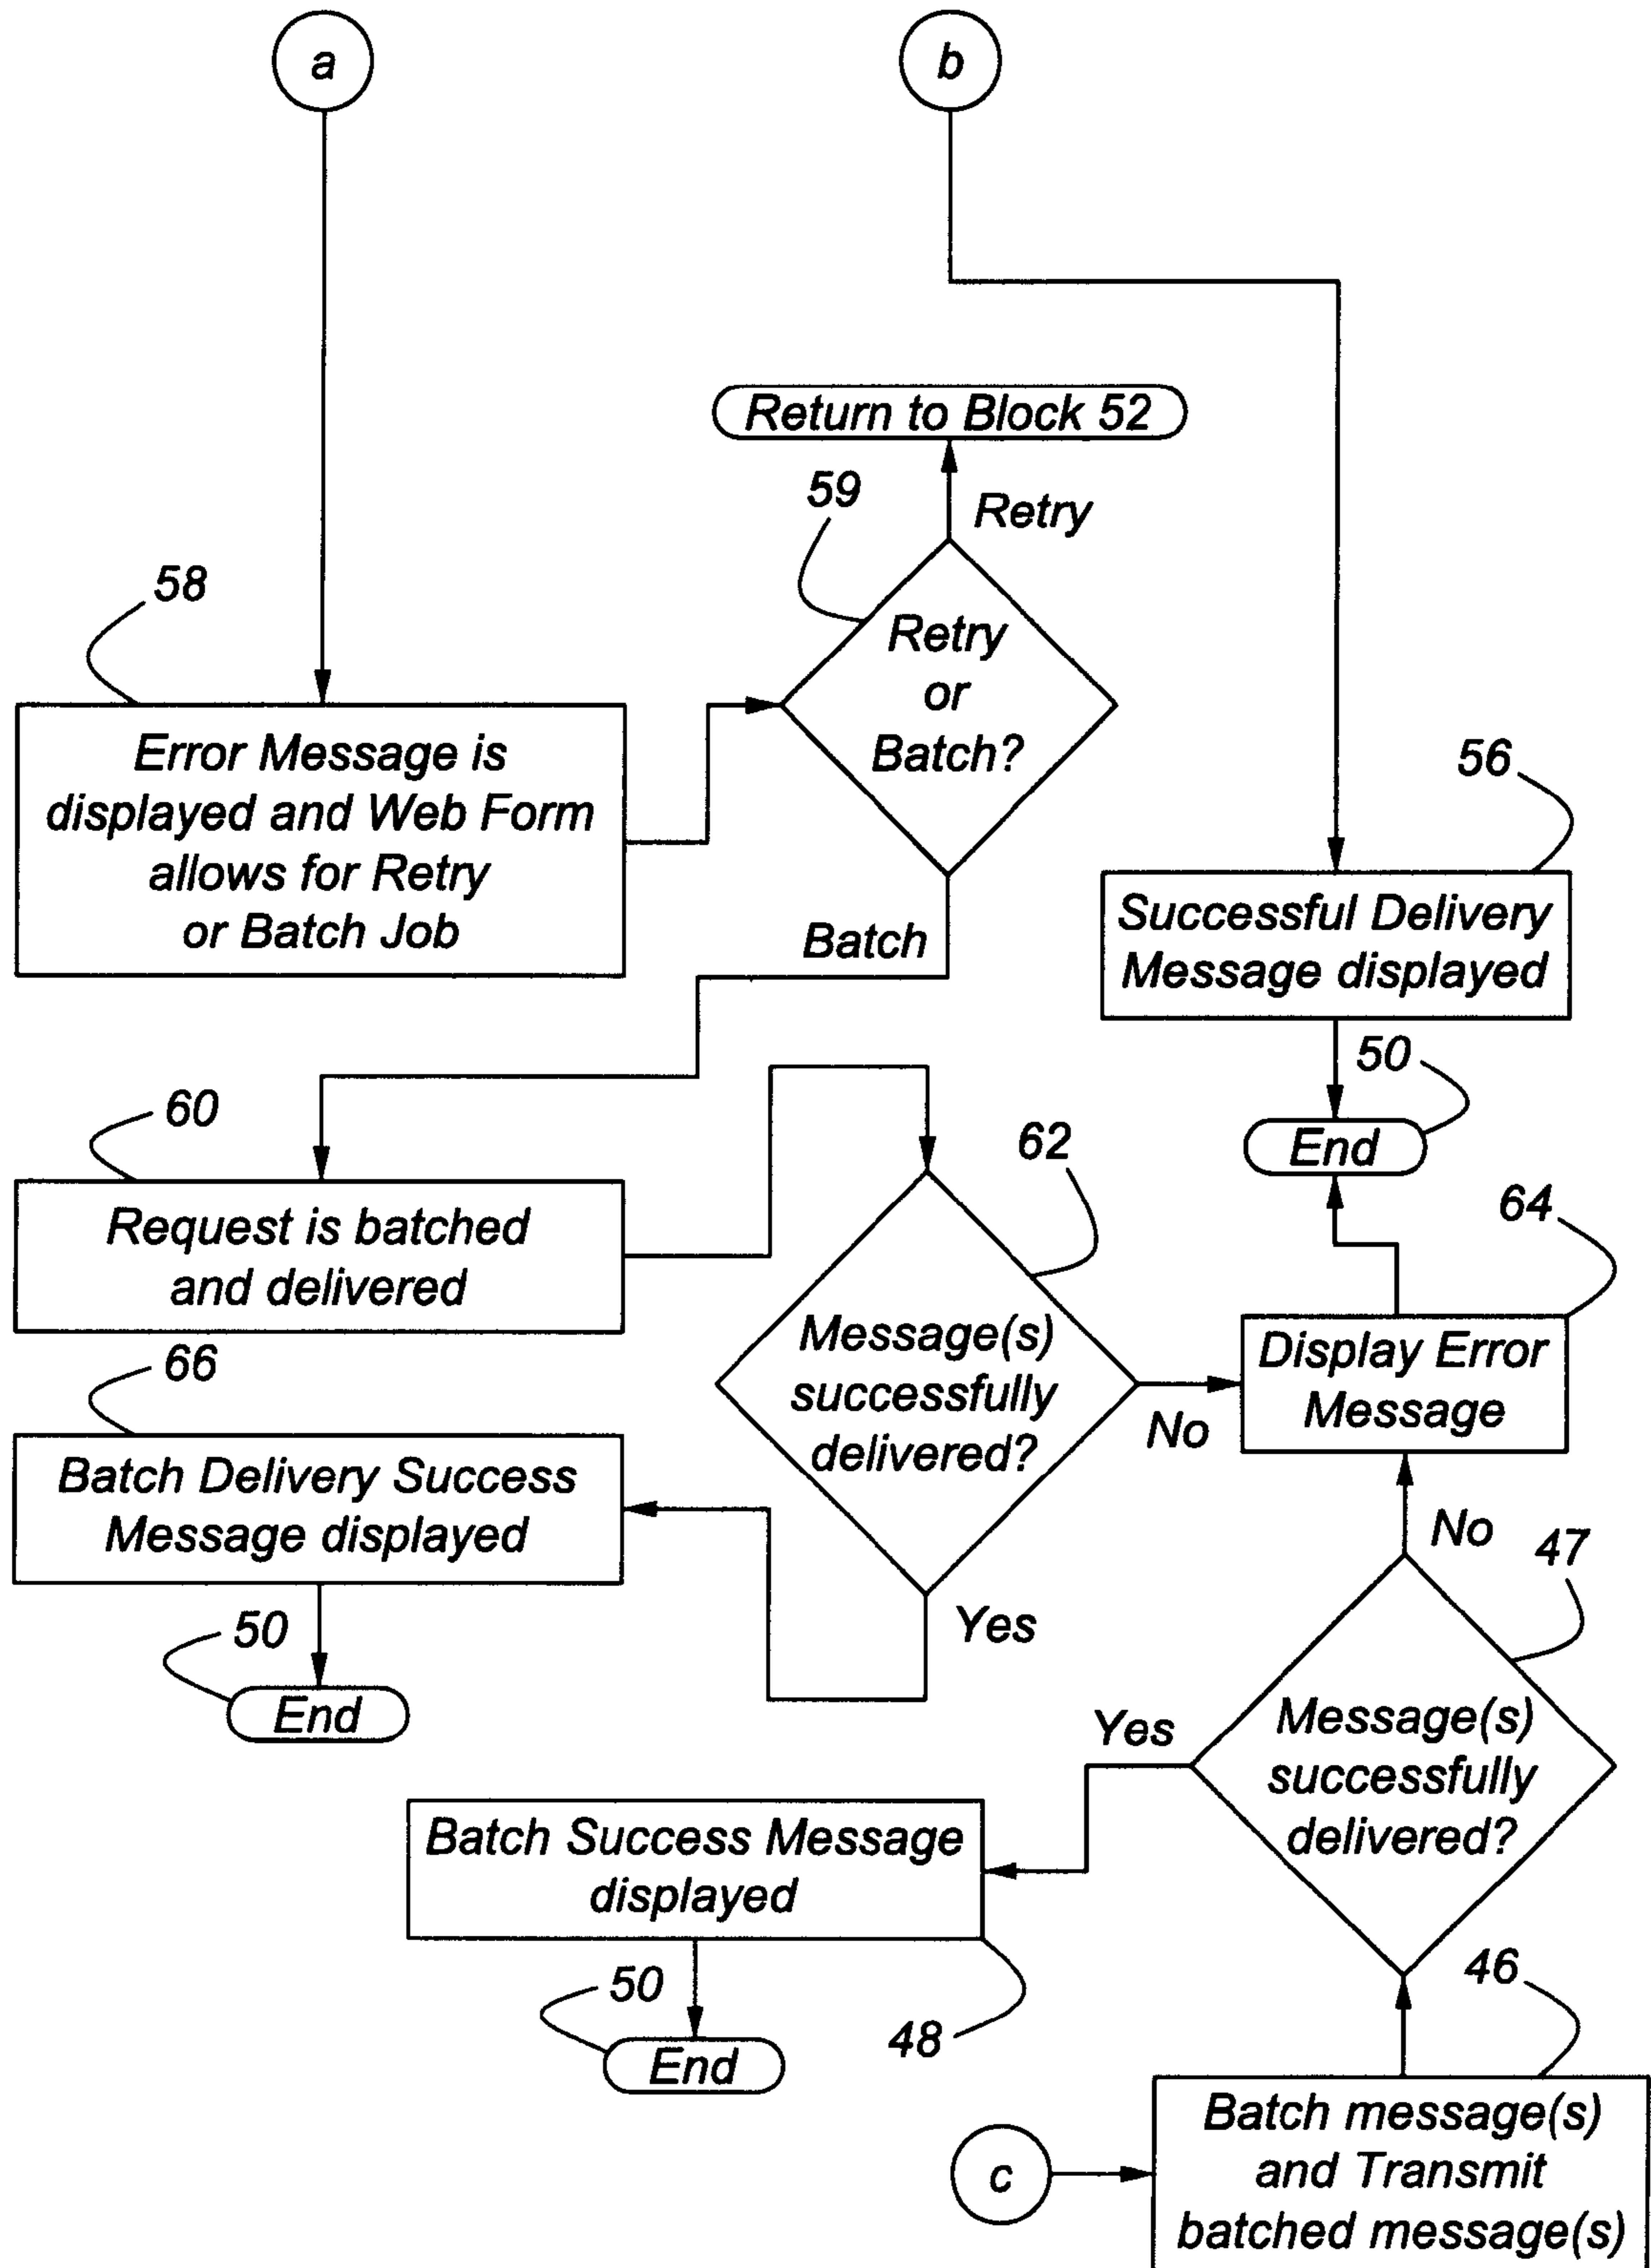 a
b
Return to Block 52
59
Retry
58
Retry
or
Batch?
Error Message is
displayed and Web Form
allows for Retry
or Batch Job
56
Successful Delivery
Message displayed
Batch
50
End
60
Request is batched
and delivered
62
64
Message(s)
successfully
delivered?
No
Display Error
Message
66
Batch Delivery Success
Message displayed
Yes
50
End
No
47
Yes
Message(s)
successfully
delivered?
Batch Success Message
displayed
48
50
End
46
c
Batch message(s)
and Transmit
batched message(s)